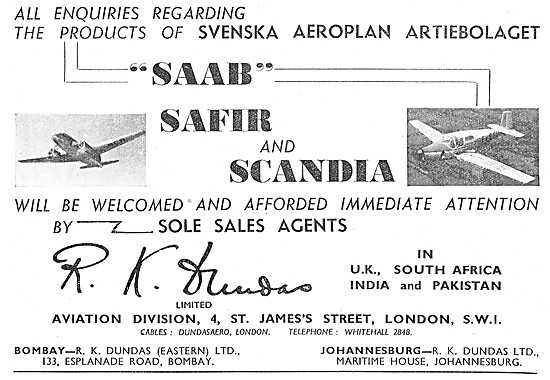 ALL ENQUIRIES REGARDING
THE PRODUCTS OF SVENSKA AEROPLAN ARTIEBOLAGET
"SAAB"
SAFIR
AND
SCANDIA
WILL BE WELCOMED AND AFFORDED IMMEDIATE ATTENTION
BY SOLE SALES AGENTS
R. K. Dundas
LIMITED
IN
U.K., SOUTH AFRICA
INDIA and PAKISTAN
AVIATION DIVISION, 4, ST. JAMES'S STREET, LONDON, S.W.I.
CABLES: DUNDASAERO, LONDON. TELEPHONE: WHITEHALL 2848.
BOMBAY—R. K. DUNDAS (EASTERN) LTD.,
133, ESPLANADE ROAD, BOMBAY.
JOHANNESBURG—R. K. DUNDAS LTD.,
MARITIME HOUSE, JOHANNESBURG.